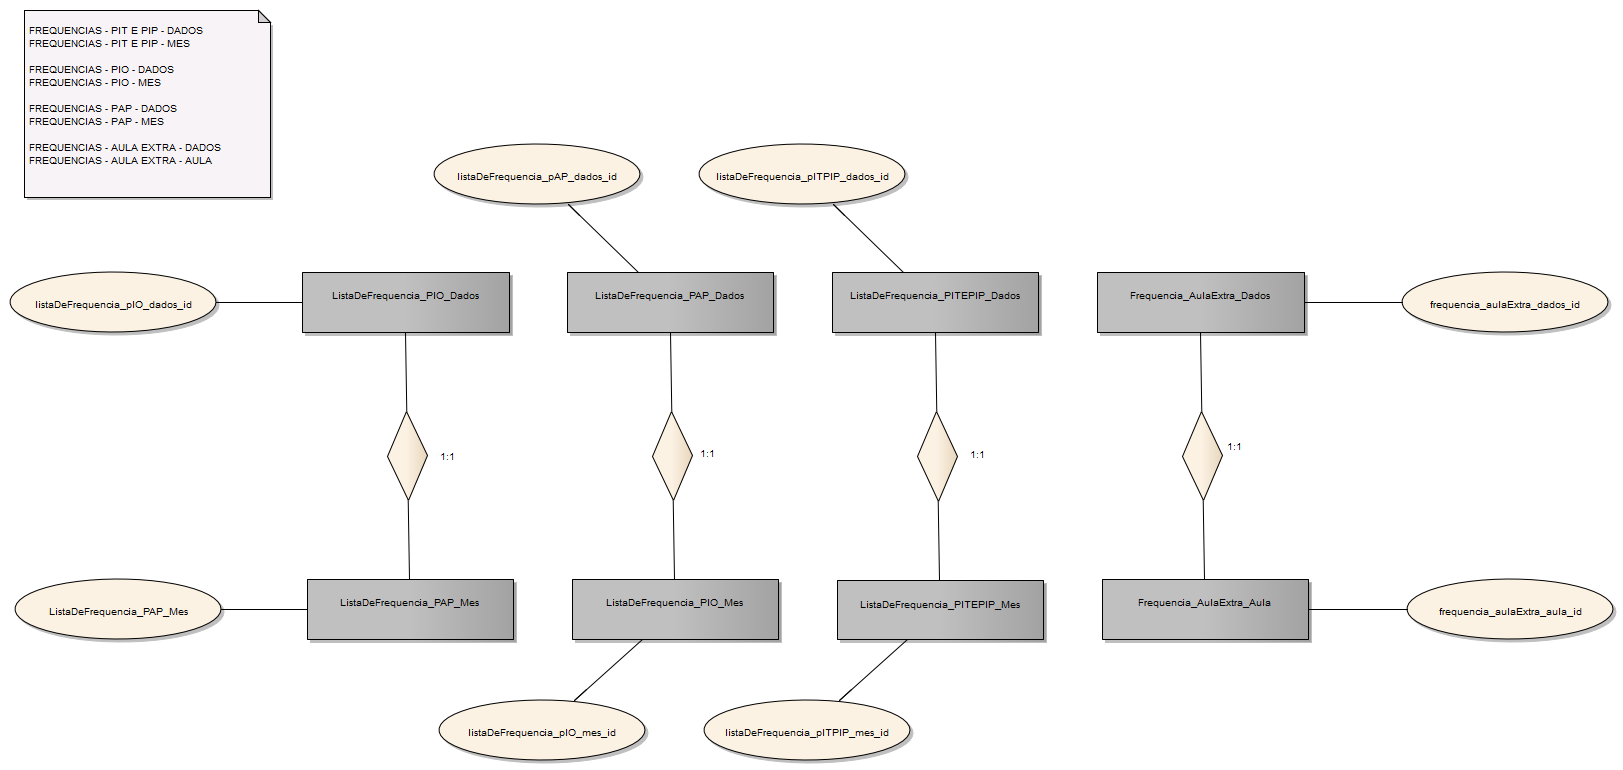 FREQUENCIAS - PIT E PIP - DADOS
FREQUENCIAS - PIT E PIP - MES
FREQUENCIAS - PIO - DADOS
FREQUENCIAS - PIO - MES
FREQUENCIAS - PAP - DADOS
FREQUENCIAS - PAP - MES
FREQUENCIAS - AULA EXTRA - DADOS
FREQUENCIAS - AULA EXTRA - AULA
listaDeFrequencia_pAP_dados_id
listaDeFrequencia_pITPIP_dados_id
listaDeFrequencia_pIO_dados_id
ListaDeFrequencia_PIO_Dados
ListaDeFrequencia_PAP_Dados
ListaDeFrequencia_PITEPIP_Dados
Frequencia_AulaExtra_Dados
frequencia_aulaExtra_dados_id
1:1
1:1
1:1
1:1
ListaDeFrequencia_PAP_Mes
ListaDeFrequencia_PAP_Mes
ListaDeFrequencia_PIO_Mes
ListaDeFrequencia_PITEPIP_Mes
Frequencia_AulaExtra_Aula
frequencia_aulaExtra_aula_id
listaDeFrequencia_pIO_mes_id
listaDeFrequencia_pITPIP_mes_id